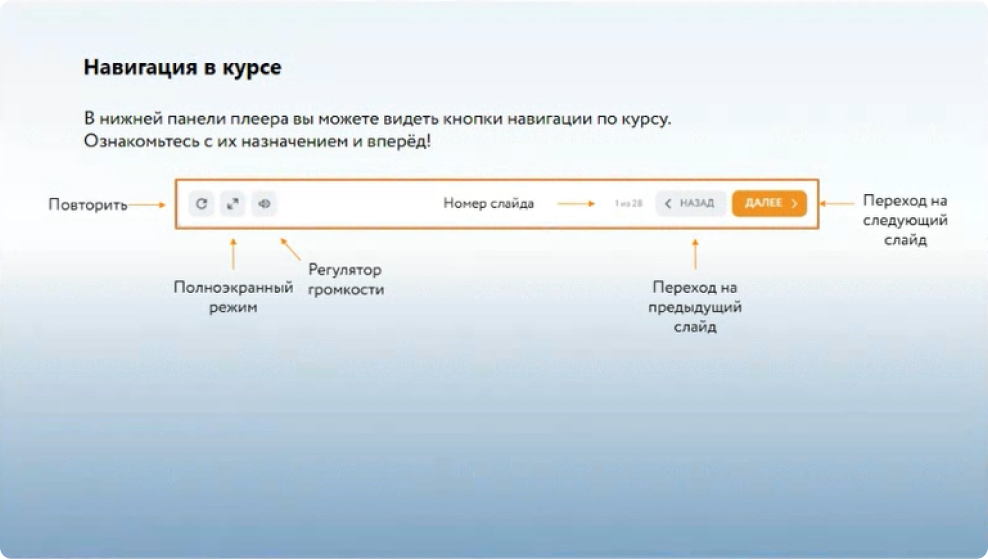 Навигация в курсе
В нижней панели плеера вы можете видеть кнопки навигации по курсу.
Ознакомьтесь с их назначением и вперёд!
Повторить
Номер слайда
1 из 28
НАЗАД
ДАЛЕЕ
Переход на
следующий
слайд
Полноэкранный
режим
Регулятор
громкости
Переход на
предыдущий
слайд